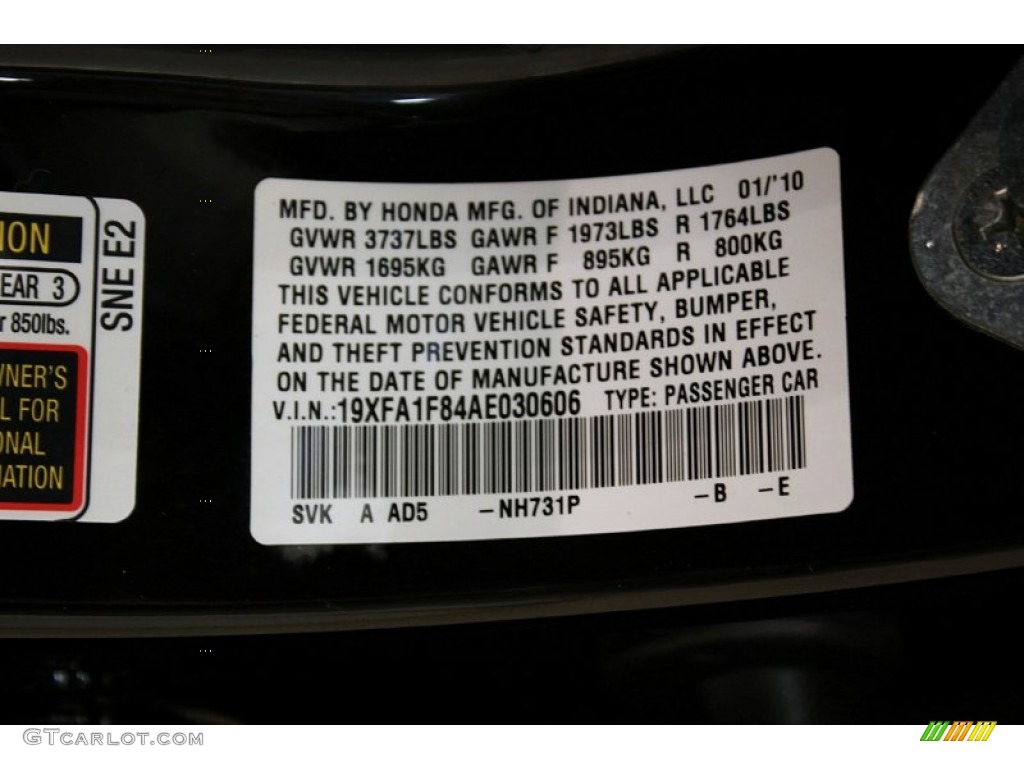 ION
EAR 3
r 850lbs.
WNER'S
L FOR
ONAL
MATION
SNE E2
MFD. BY HONDA MFG. OF INDIANA, LLC 01/'10
GVWR 3737LBS GAWR F 1973LBS R 1764LBS
GVWR 1695KG GAWR F 895KG R 800KG
THIS VEHICLE CONFORMS TO ALL APPLICABLE
FEDERAL MOTOR VEHICLE SAFETY, BUMPER,
AND THEFT PREVENTION STANDARDS IN EFFECT
ON THE DATE OF MANUFACTURE SHOWN ABOVE.
V.I.N.:19XFA1F84AE030606 TYPE: PASSENGER CAR
SVK A AD5 -NH731P -B -E
GTCARLOT.COM